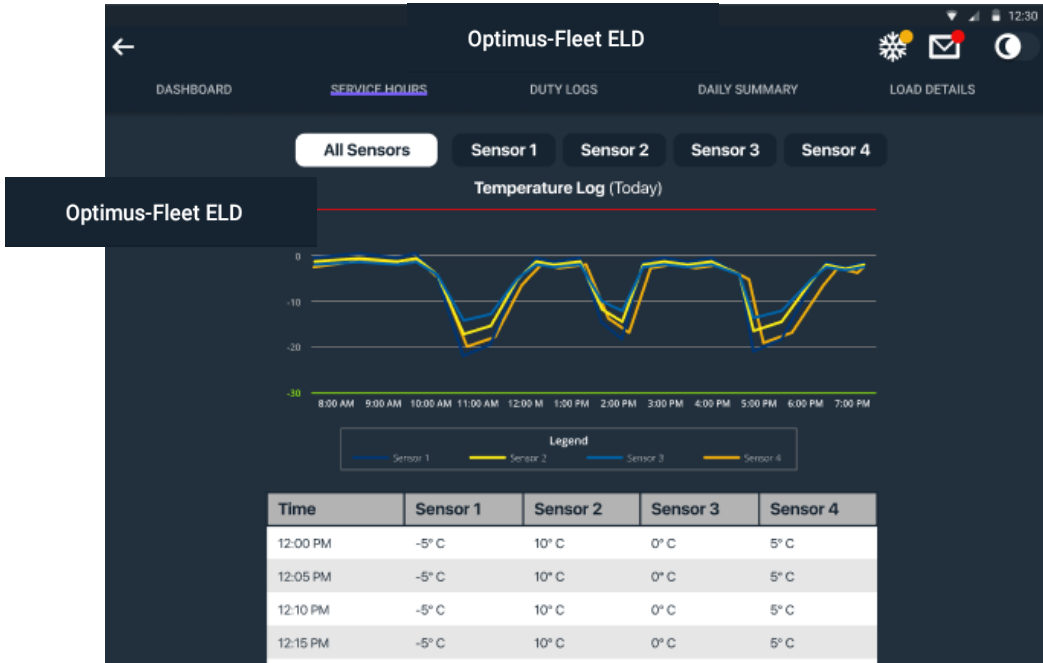 12:30
Optimus-Fleet ELD
DASHBOARD SERVICE HOURS DUTY LOGS DAILY SUMMARY LOAD DETAILS
All Sensors Sensor 1 Sensor 2 Sensor 3 Sensor 4
Temperature Log (Today)
Optimus-Fleet ELD
0
-10
-20
-30
8:00 AM 9:00 AM 10:00 AM 11:00 AM 12:00 M 1:00 PM 2:00 PM 3:00 PM 4:00 PM 5:00 PM 6:00 PM 7:00 PM
Legend
Sensor 1 Sensor 2 Sensor 3 Sensor 4
Time Sensor 1 Sensor 2 Sensor 3 Sensor 4
12:00 PM -5° C 10° C 0° C 5° C
12:05 PM -5° C 10° C 0° C 5° C
12:10 PM -5° C 10° C 0° C 5° C
12:15 PM -5° C 10° C 0° C 5° C